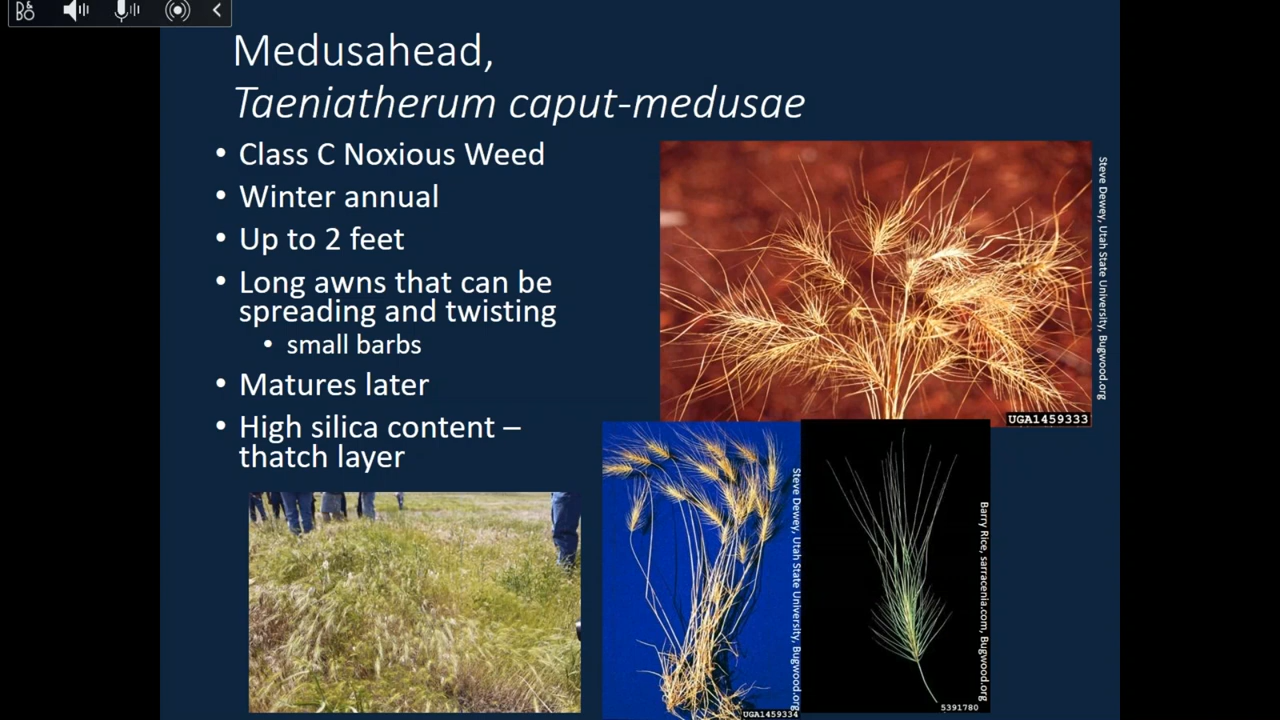 B&O
Medusahead,
Taeniatherum caput-medusae
• Class C Noxious Weed
• Winter annual
• Up to 2 feet
• Long awns that can be
spreading and twisting
• small barbs
• Matures later
• High silica content –
thatch layer
Steve Dewey, Utah State University, Bugwood.org
UGA1459333
Steve Dewey, Utah State University, Bugwood.org
UGA1459334
Barry Rice, sarracenia.com, Bugwood.org
5391780